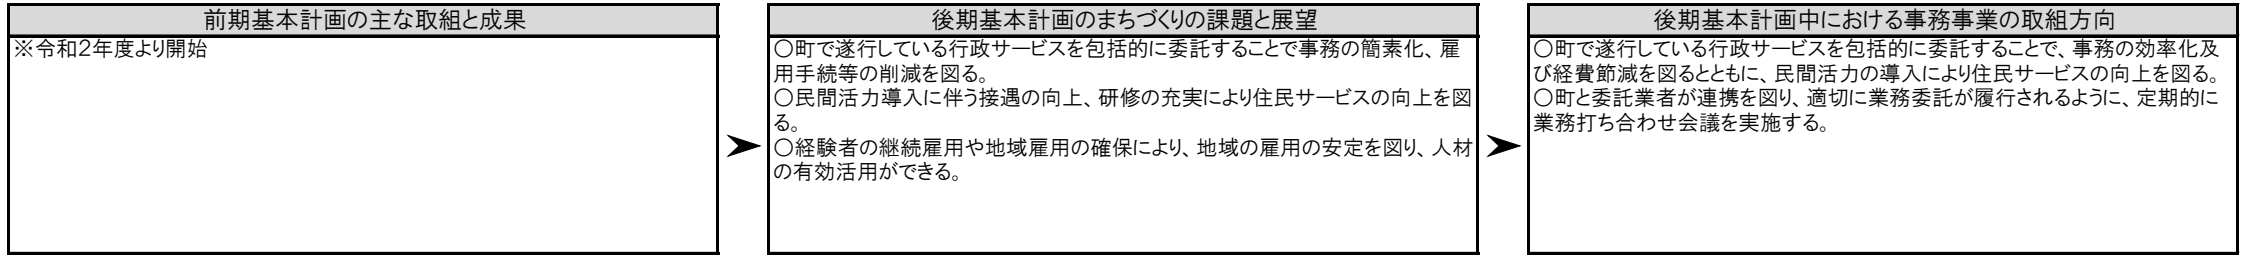 前期基本計画の主な取組と成果
※令和2年度より開始
後期基本計画のまちづくりの課題と展望
○町で遂行している行政サービスを包括的に委託することで事務の簡素化、雇
用手続等の削減を図る。
○民間活力導入に伴う接遇の向上、研修の充実により住民サービスの向上を図
る。
○経験者の継続雇用や地域雇用の確保により、地域の雇用の安定を図り、人材
の有効活用ができる。
後期基本計画中における事務事業の取組方向
○町で遂行している行政サービスを包括的に委託することで、事務の効率化及
び経費節減を図るとともに、民間活力の導入により住民サービスの向上を図る。
○町と委託業者が連携を図り、適切に業務委託が履行されるように、定期的に
業務打ち合わせ会議を実施する。